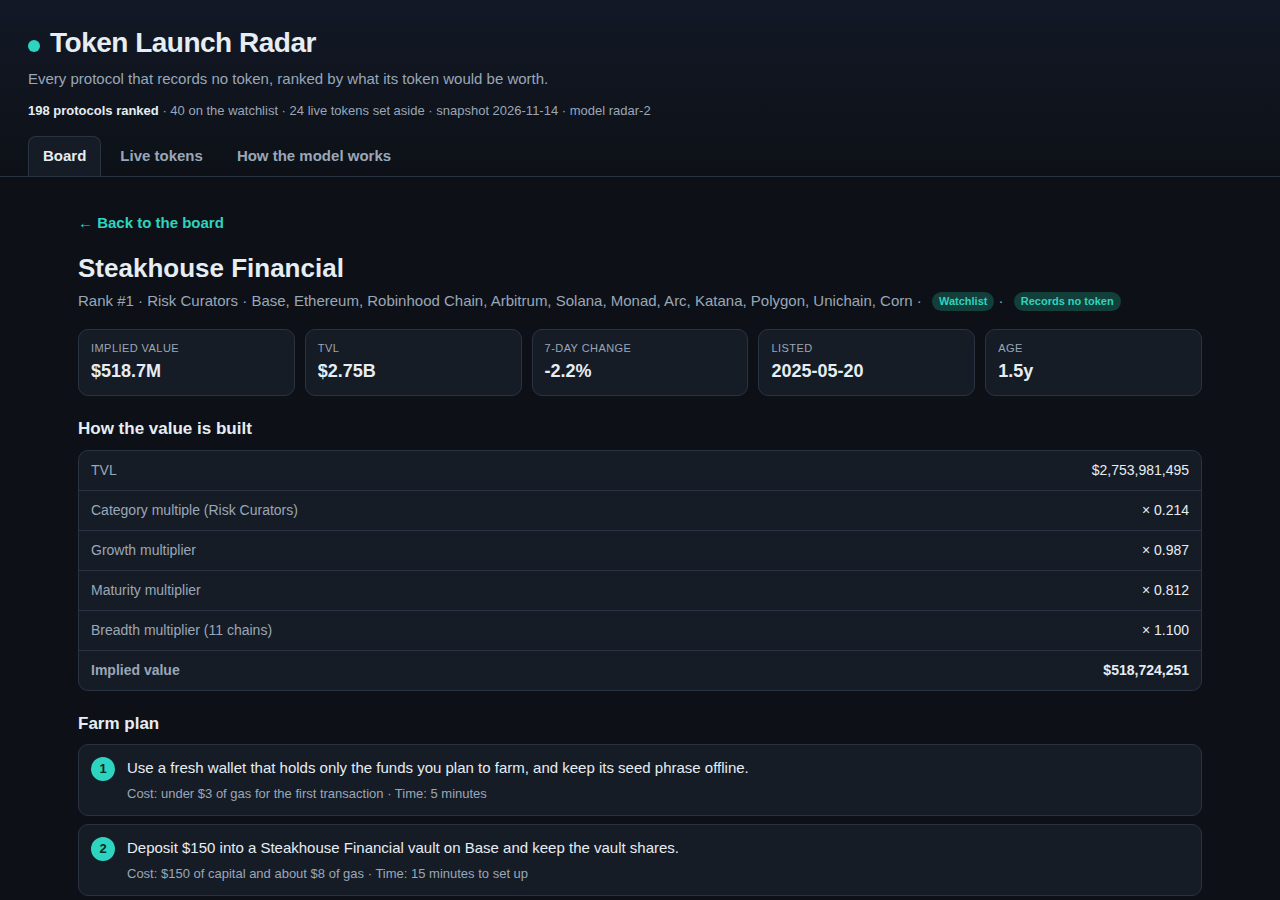 Token Launch Radar
Every protocol that records no token, ranked by what its token would be worth.
198 protocols ranked · 40 on the watchlist · 24 live tokens set aside · snapshot 2026-11-14 · model radar-2
Board Live tokens How the model works
← Back to the board
Steakhouse Financial
Rank #1 · Risk Curators · Base, Ethereum, Robinhood Chain, Arbitrum, Solana, Monad, Arc, Katana, Polygon, Unichain, Corn · Watchlist · Records no token
IMPLIED VALUE TVL 7-DAY CHANGE LISTED AGE
$518.7M $2.75B -2.2% 2025-05-20 1.5y
How the value is built
TVL $2,753,981,495
Category multiple (Risk Curators) × 0.214
Growth multiplier × 0.987
Maturity multiplier × 0.812
Breadth multiplier (11 chains) × 1.100
Implied value $518,724,251
Farm plan
1 Use a fresh wallet that holds only the funds you plan to farm, and keep its seed phrase offline.
Cost: under $3 of gas for the first transaction · Time: 5 minutes
2 Deposit $150 into a Steakhouse Financial vault on Base and keep the vault shares.
Cost: $150 of capital and about $8 of gas · Time: 15 minutes to set up